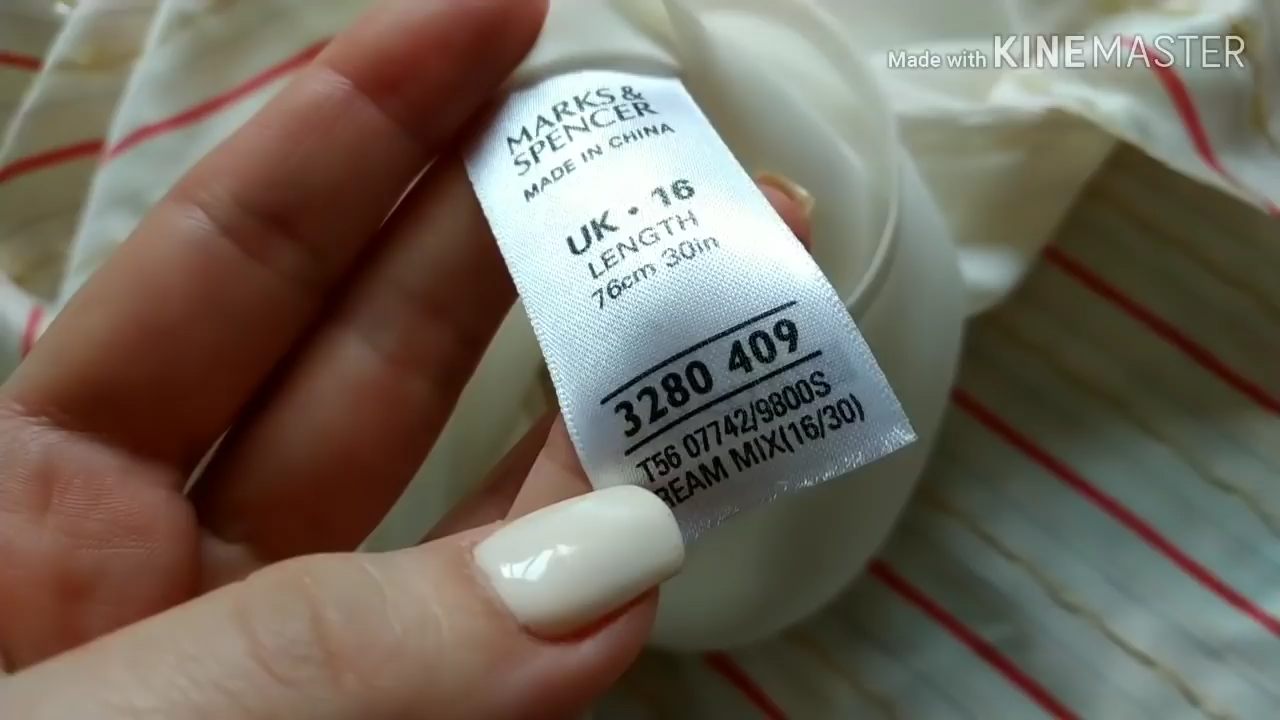 Made with KINEMASTER
MARKS &
SPENCER
MADE IN CHINA
UK • 16
LENGTH
76cm 30in
3280 409
T56 07742/9800S
REAM MIX(16/30)